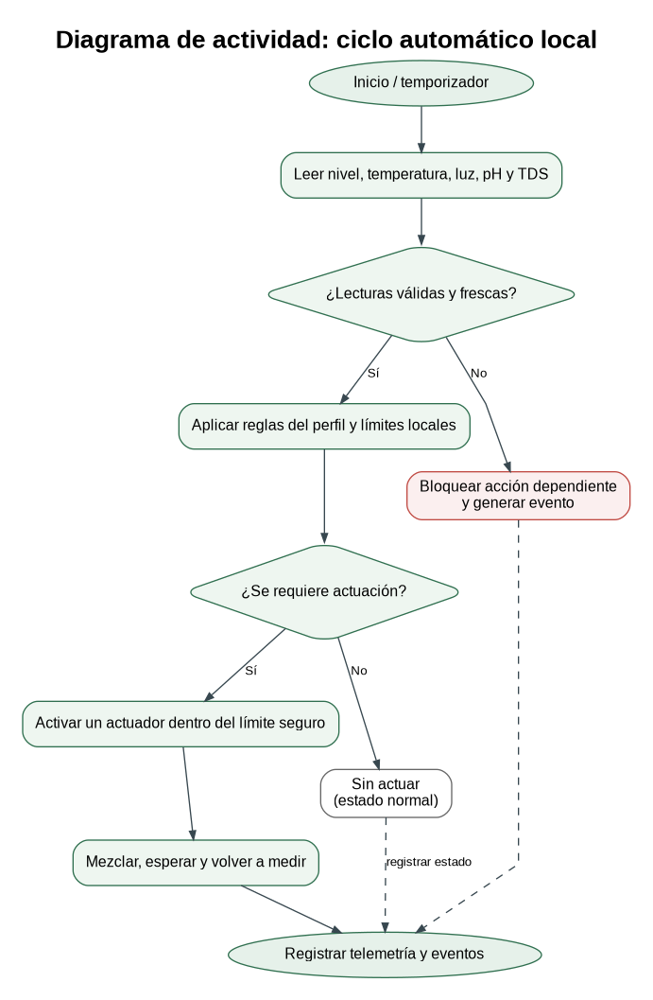 Diagrama de actividad: ciclo automático local
Inicio / temporizador
Leer nivel, temperatura, luz, pH y TDS
¿Lecturas válidas y frescas?
Sí
No
Aplicar reglas del perfil y límites locales
Bloquear acción dependiente
y generar evento
¿Se requiere actuación?
Sí
No
Activar un actuador dentro del límite seguro
Sin actuar
(estado normal)
Mezclar, esperar y volver a medir
registrar estado
Registrar telemetría y eventos